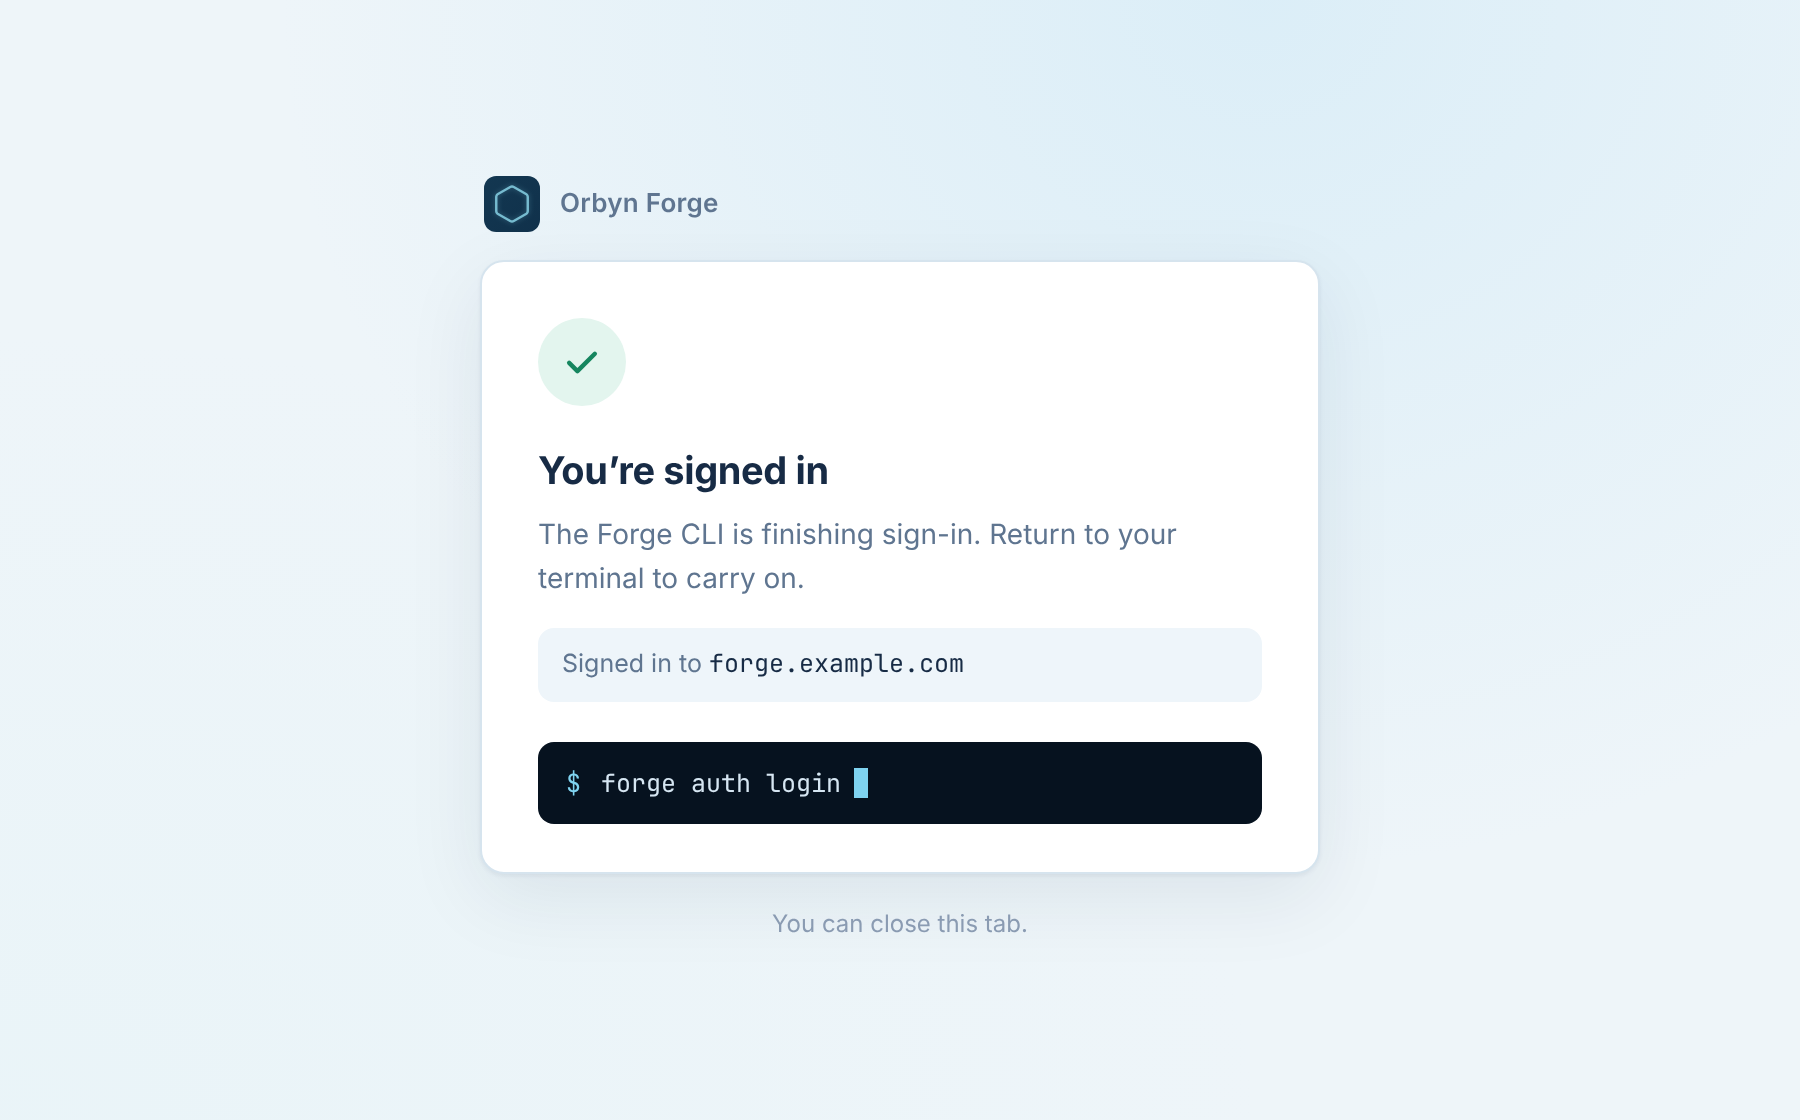 Orbyn Forge
You’re signed in
The Forge CLI is finishing sign-in. Return to your
terminal to carry on.
Signed in to forge.example.com
$ forge auth login
You can close this tab.